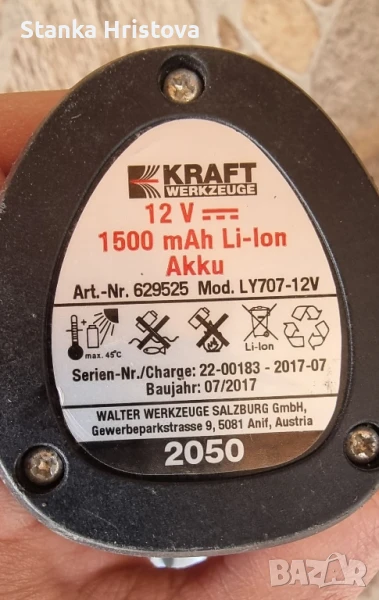 Stanka Hristova
KRAFT
WERKZEUGE
12 V
1500 mAh Li-Ion
Akku
Art.-Nr. 629525 Mod. LY707-12V
max. 45°C
Li-Ion
Serien-Nr./Charge: 22-00183 - 2017-07
Baujahr: 07/2017
WALTER WERKZEUGE SALZBURG GmbH,
Gewerbeparkstrasse 9, 5081 Anif, Austria
2050
BAZAR